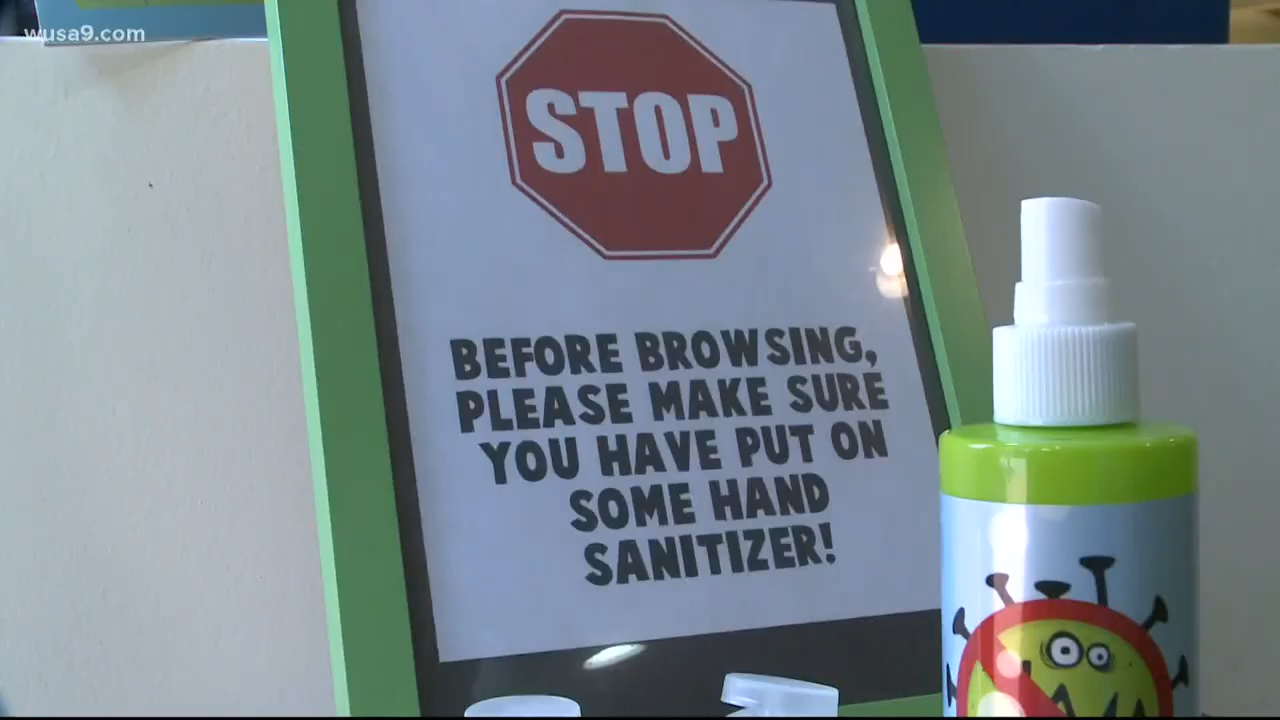 wusa9.com
STOP
BEFORE BROWSING,
PLEASE MAKE SURE
YOU HAVE PUT ON
SOME HAND
SANITIZER!